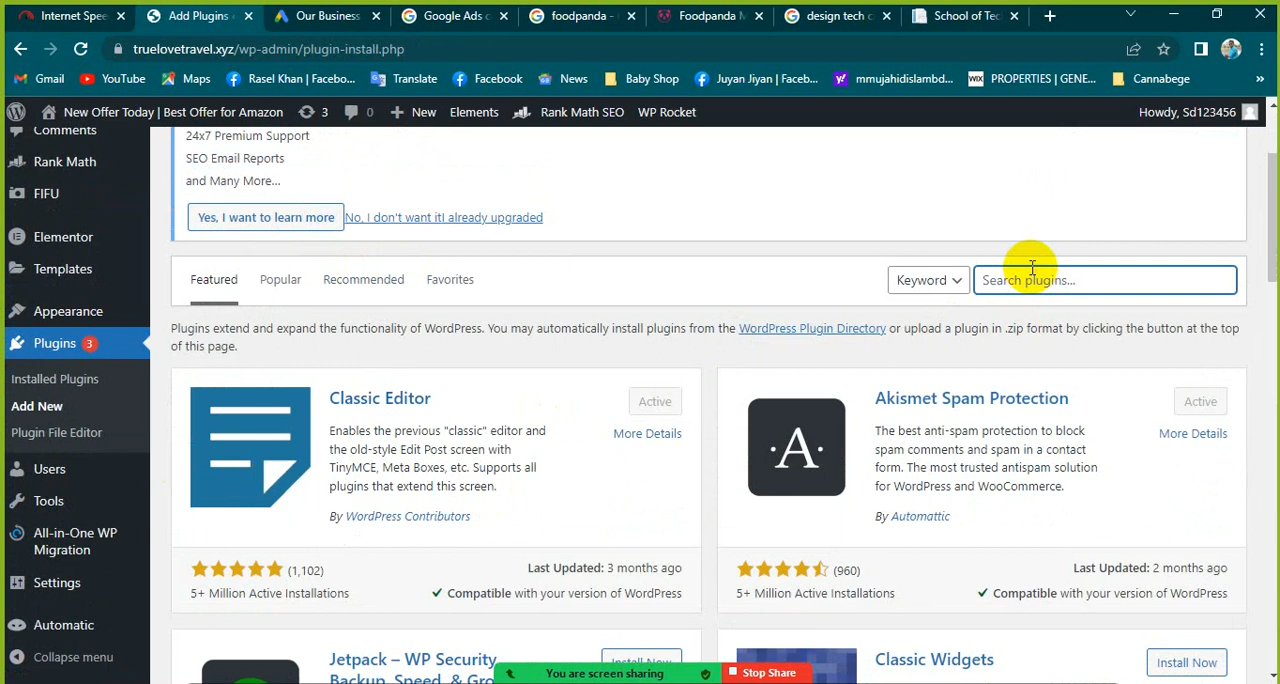 Internet Spee
Add Plugins
Our Business
Google Ads c
foodpanda -
Foodpanda M
design tech c
School of Tec
truelovetravel.xyz/wp-admin/plugin-install.php
Gmail
YouTube
Maps
Rasel Khan | Facebo...
Translate
Facebook
News
Baby Shop
Juyan Jiyan | Faceb...
mmujahidislambd...
WIX PROPERTIES | GENE...
Cannabege
»
New Offer Today | Best Offer for Amazon
3
0
New
Elements
Rank Math SEO
WP Rocket
Howdy, Sd123456
Comments
Rank Math
FIFU
Elementor
Templates
Appearance
Plugins 3
Installed Plugins
Add New
Plugin File Editor
Users
Tools
All-in-One WP
Migration
Settings
Automatic
Collapse menu
24x7 Premium Support
SEO Email Reports
and Many More...
Yes, I want to learn more
No, I don't want it
I already upgraded
Featured
Popular
Recommended
Favorites
Keyword
Search plugins...
Plugins extend and expand the functionality of WordPress. You may automatically install plugins from the WordPress Plugin Directory or upload a plugin in .zip format by clicking the button at the top
of this page.
Classic Editor
Active
More Details
Enables the previous "classic" editor and
the old-style Edit Post screen with
TinyMCE, Meta Boxes, etc. Supports all
plugins that extend this screen.
By WordPress Contributors
(1,102)
5+ Million Active Installations
Last Updated: 3 months ago
Compatible with your version of WordPress
Akismet Spam Protection
Active
More Details
·A·
The best anti-spam protection to block
spam comments and spam in a contact
form. The most trusted antispam solution
for WordPress and WooCommerce.
By Automattic
(960)
5+ Million Active Installations
Last Updated: 2 months ago
Compatible with your version of WordPress
Jetpack – WP Security,
Backup, Speed, & Gro
Install Now
Classic Widgets
Install Now
You are screen sharing
Stop Share